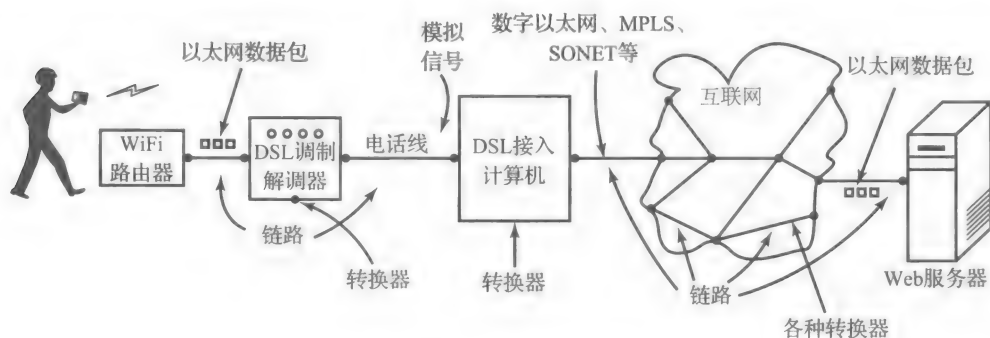 以太网数据包
模拟
信号
数字以太网、MPLS、
SONET等
互联网
以太网数据包
WiFi
路由器
DSL调制
解调器
电话线
DSL接入
计算机
链路
转换器
转换器
链路
各种转换器
Web服务器